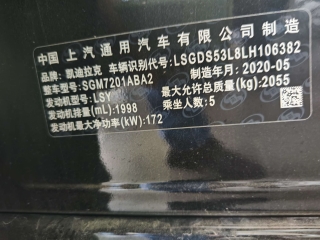 中国上汽通用汽车有限公司制造
品牌: 凯迪拉克 车辆识别代号: LSGDS53L8LH106382
整车型号: SGM7201ABA2 制造年月: 2020-05
发动机型号: LSY 最大允许总质量(kg): 2055
发动机排量(mL): 1998 乘坐人数: 5
发动机最大净功率(kW): 172